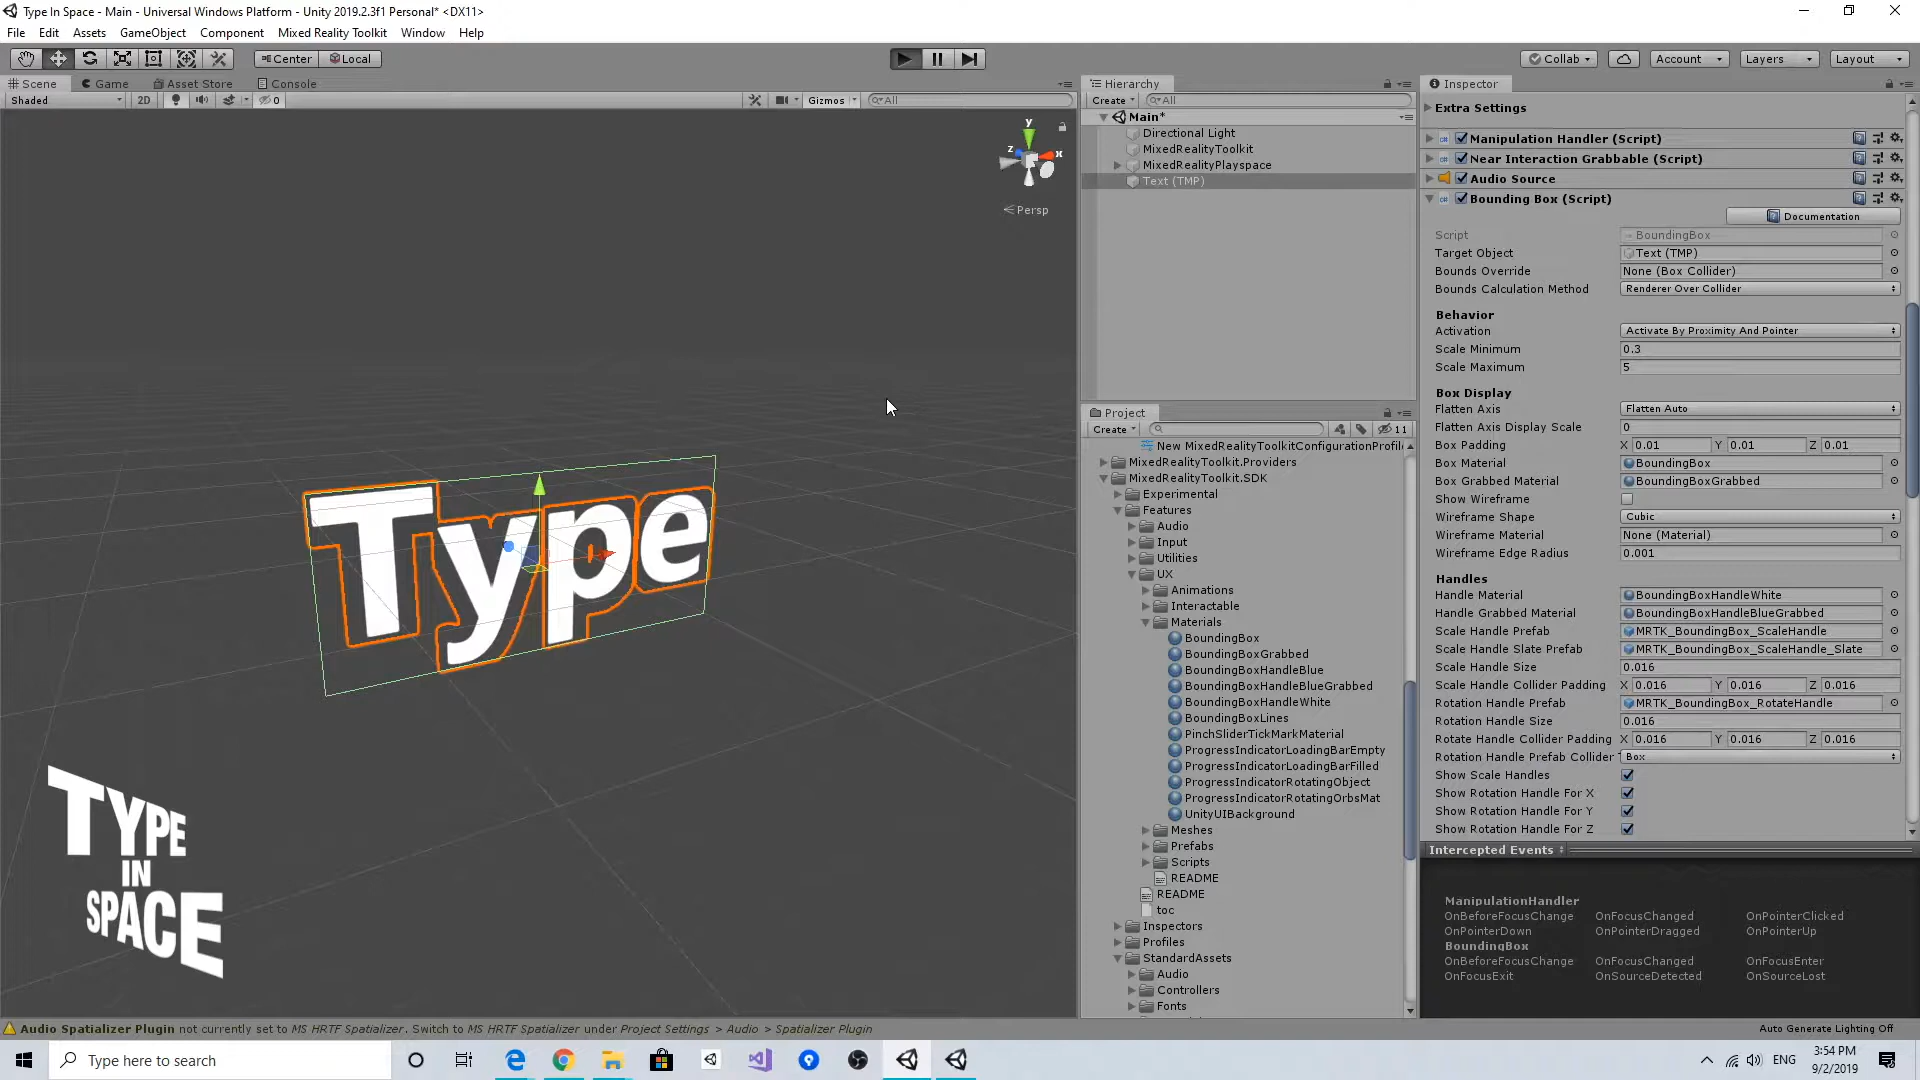 Type In Space - Main - Universal Windows Platform - Unity 2019.2.3f1 Personal* <DX11>
File Edit Assets GameObject Component Mixed Reality Toolkit Window Help
Center Local
Collab Account Layers Layout
Scene Game Asset Store Console
Shaded 2D 0 Gizmos All
y
z x
Persp
Type
TYPE
IN
SPACE
Hierarchy
Create All
Main*
Directional Light
MixedRealityToolkit
MixedRealityPlayspace
Text (TMP)
Project
Create 11
New MixedRealityToolkitConfigurationProfil
MixedRealityToolkit.Providers
MixedRealityToolkit.SDK
Experimental
Features
Audio
Input
Utilities
UX
Animations
Interactable
Materials
BoundingBox
BoundingBoxGrabbed
BoundingBoxHandleBlue
BoundingBoxHandleBlueGrabbed
BoundingBoxHandleWhite
BoundingBoxLines
PinchSliderTickMarkMaterial
ProgressIndicatorLoadingBarEmpty
ProgressIndicatorLoadingBarFilled
ProgressIndicatorRotatingObject
ProgressIndicatorRotatingOrbsMat
UnityUIBackground
Meshes
Prefabs
Scripts
README
README
toc
Inspectors
Profiles
StandardAssets
Audio
Controllers
Fonts
Inspector
Extra Settings
Manipulation Handler (Script)
Near Interaction Grabbable (Script)
Audio Source
Bounding Box (Script)
Documentation
Script BoundingBox
Target Object Text (TMP)
Bounds Override None (Box Collider)
Bounds Calculation Method Renderer Over Collider
Behavior
Activation Activate By Proximity And Pointer
Scale Minimum 0.3
Scale Maximum 5
Box Display
Flatten Axis Flatten Auto
Flatten Axis Display Scale 0
Box Padding X 0.01 Y 0.01 Z 0.01
Box Material BoundingBox
Box Grabbed Material BoundingBoxGrabbed
Show Wireframe
Wireframe Shape Cubic
Wireframe Material None (Material)
Wireframe Edge Radius 0.001
Handles
Handle Material BoundingBoxHandleWhite
Handle Grabbed Material BoundingBoxHandleBlueGrabbed
Scale Handle Prefab MRTK_BoundingBox_ScaleHandle
Scale Handle Slate Prefab MRTK_BoundingBox_ScaleHandle_Slate
Scale Handle Size 0.016
Scale Handle Collider Padding X 0.016 Y 0.016 Z 0.016
Rotation Handle Prefab MRTK_BoundingBox_RotateHandle
Rotation Handle Size 0.016
Rotate Handle Collider Padding X 0.016 Y 0.016 Z 0.016
Rotation Handle Prefab Collider Box
Show Scale Handles
Show Rotation Handle For X
Show Rotation Handle For Y
Show Rotation Handle For Z
Intercepted Events
ManipulationHandler
OnBeforeFocusChange OnFocusChanged OnPointerClicked
OnPointerDown OnPointerDragged OnPointerUp
BoundingBox
OnBeforeFocusChange OnFocusChanged OnFocusEnter
OnFocusExit OnSourceDetected OnSourceLost
Audio Spatializer Plugin not currently set to MS HRTF Spatializer. Switch to MS HRTF Spatializer under Project Settings > Audio > Spatializer Plugin
Auto Generate Lighting Off
Type here to search
ENG
3:54 PM
9/2/2019